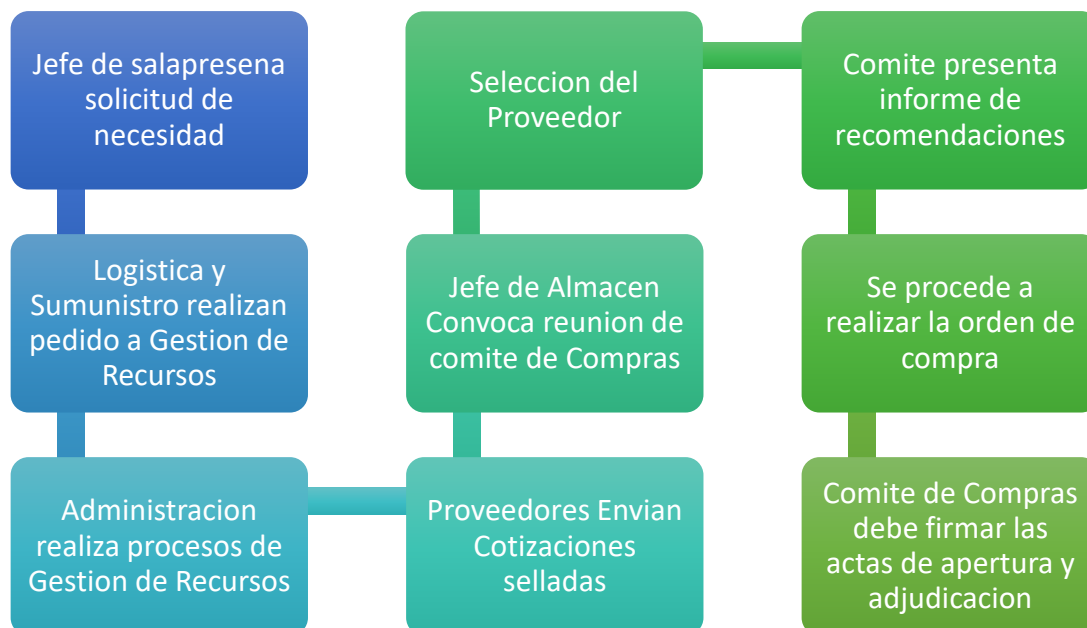 Jefe de salapresena
solicitud de
necesidad
Logistica y
Sumunistro realizan
pedido a Gestion de
Recursos
Administracion
realiza procesos de
Gestion de Recursos
Proveedores Envian
Cotizaciones
selladas
Jefe de Almacen
Convoca reunion de
comite de Compras
Seleccion del
Proveedor
Comite presenta
informe de
recomendaciones
Se procede a
realizar la orden de
compra
Comite de Compras
debe firmar las
actas de apertura y
adjudicacion